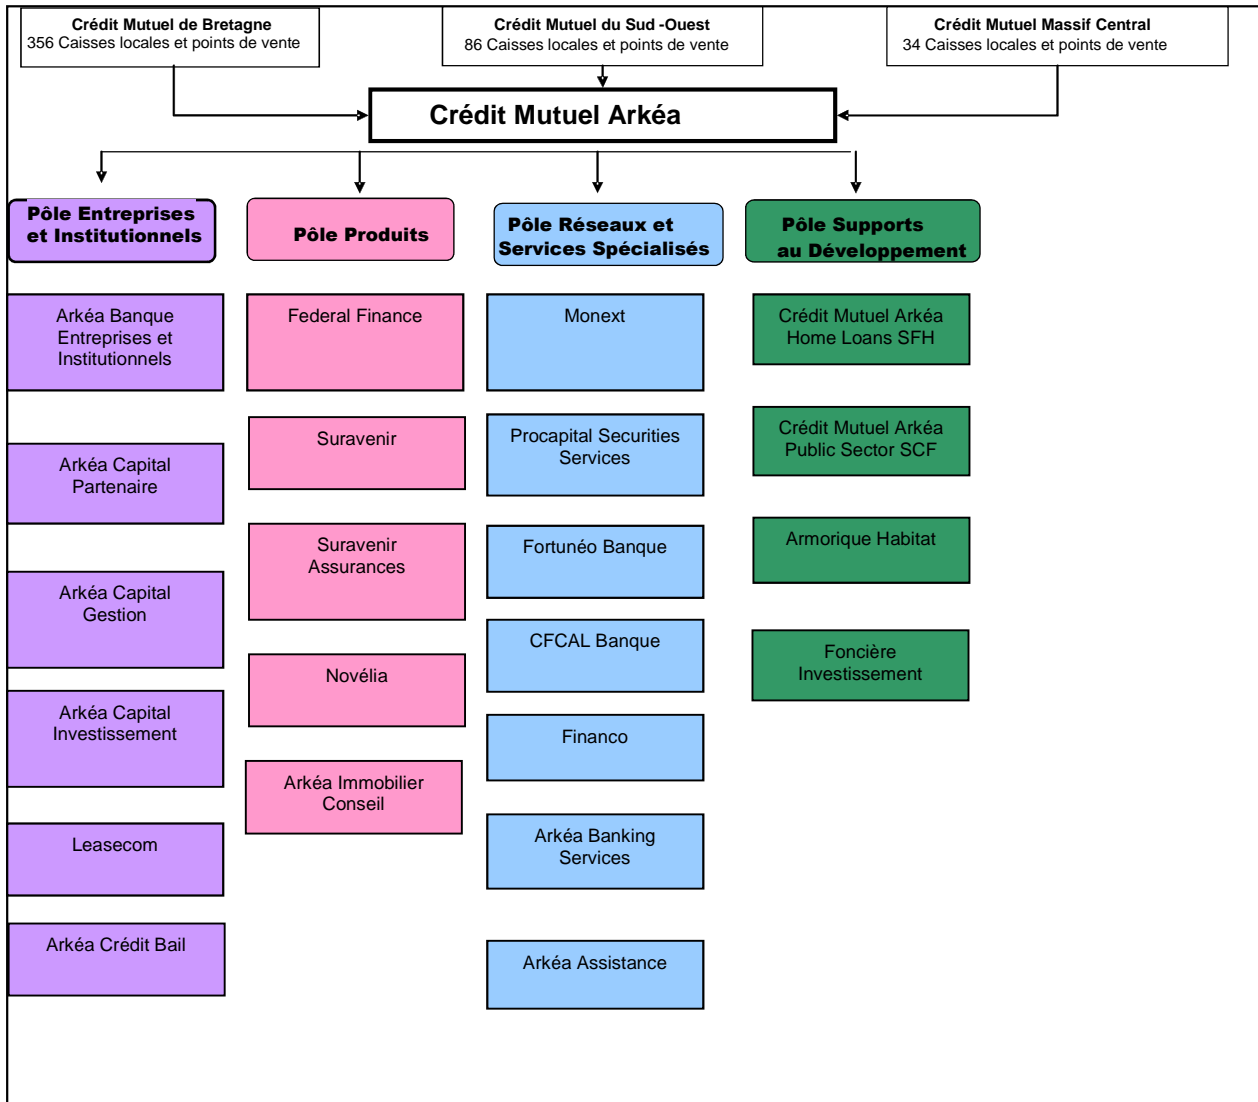 Crédit Mutuel de Bretagne
356 Caisses locales et points de vente
Crédit Mutuel du Sud -Ouest
86 Caisses locales et points de vente
Crédit Mutuel Massif Central
34 Caisses locales et points de vente
Crédit Mutuel Arkéa
Pôle Entreprises
et Institutionnels
Pôle Produits
Pôle Réseaux et
Services Spécialisés
Pôle Supports
au Développement
Arkéa Banque
Entreprises et
Institutionnels
Arkéa Capital
Partenaire
Arkéa Capital
Gestion
Arkéa Capital
Investissement
Leasecom
Arkéa Crédit Bail
Federal Finance
Suravenir
Suravenir
Assurances
Novélia
Arkéa Immobilier
Conseil
Monext
Procapital Securities
Services
Fortunéo Banque
CFCAL Banque
Financo
Arkéa Banking
Services
Arkéa Assistance
Crédit Mutuel Arkéa
Home Loans SFH
Crédit Mutuel Arkéa
Public Sector SCF
Armorique Habitat
Foncière
Investissement